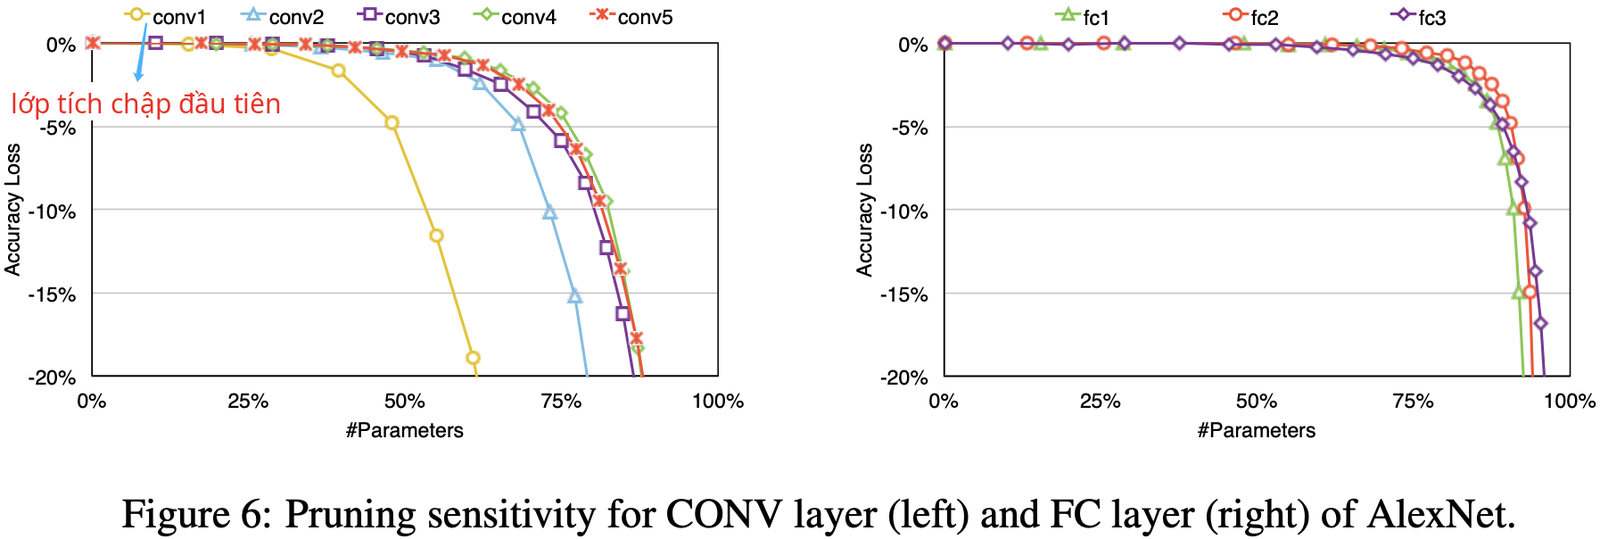 conv1 conv2 conv3 conv4 conv5
0%
lớp tích chập đầu tiên
-5%
-10%
-15%
-20%
Accuracy Loss
0% 25% 50% 75% 100%
#Parameters
fc1 fc2 fc3
0%
-5%
-10%
-15%
-20%
Accuracy Loss
0% 25% 50% 75% 100%
#Parameters
Figure 6: Pruning sensitivity for CONV layer (left) and FC layer (right) of AlexNet.